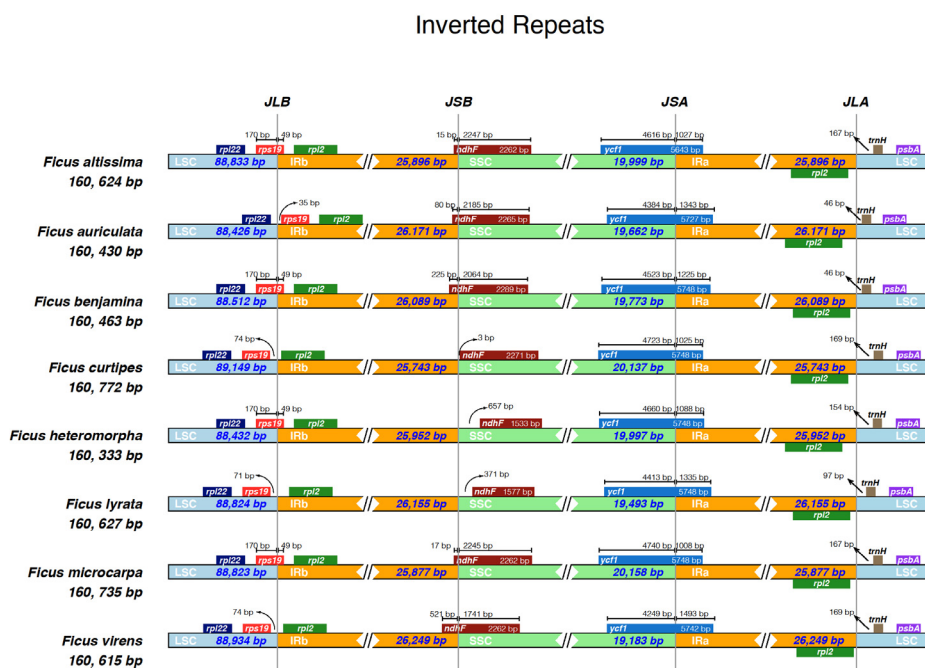 Inverted Repeats
JLB JSB JSA JLA
170 bp 49 bp 15 bp 2247 bp 4616 bp 1027 bp 167 bp
rpl22 rps19 rpl2 ndhF 2262 bp ycf1 5643 bp trnH psbA
Ficus altissima LSC 88,833 bp IRb 25,896 bp SSC 19,999 bp IRa 25,896 bp LSC
160, 624 bp rpl2
35 bp 80 bp 2185 bp 4384 bp 1343 bp 46 bp
rpl22 rps19 rpl2 ndhF 2265 bp ycf1 5727 bp trnH psbA
Ficus auriculata LSC 88,426 bp IRb 26.171 bp SSC 19,662 bp IRa 26.171 bp LSC
160, 430 bp rpl2
170 bp 49 bp 225 bp 2064 bp 4523 bp 1225 bp 46 bp
rpl22 rps19 rpl2 ndhF 2289 bp ycf1 5748 bp trnH psbA
Ficus benjamina LSC 88.512 bp IRb 26,089 bp SSC 19,773 bp IRa 26,089 bp LSC
160, 463 bp rpl2
74 bp 3 bp 4723 bp 1025 bp 169 bp
rpl22 rps19 rpl2 ndhF 2271 bp ycf1 5748 bp trnH psbA
Ficus curtipes LSC 89,149 bp IRb 25,743 bp SSC 20,137 bp IRa 25,743 bp LSC
160, 772 bp rpl2
170 bp 49 bp 657 bp 4660 bp 1088 bp 154 bp
rpl22 rps19 rpl2 ndhF 1533 bp ycf1 5748 bp trnH psbA
Ficus heteromorpha LSC 88,432 bp IRb 25,952 bp SSC 19,997 bp IRa 25,952 bp LSC
160, 333 bp rpl2
71 bp 371 bp 4413 bp 1335 bp 97 bp
rpl22 rps19 rpl2 ndhF 1577 bp ycf1 5748 bp trnH psbA
Ficus lyrata LSC 88,824 bp IRb 26,155 bp SSC 19,493 bp IRa 26,155 bp LSC
160, 627 bp rpl2
170 bp 49 bp 17 bp 2245 bp 4740 bp 1008 bp 167 bp
rpl22 rps19 rpl2 ndhF 2262 bp ycf1 5748 bp trnH psbA
Ficus microcarpa LSC 88,823 bp IRb 25,877 bp SSC 20,158 bp IRa 25,877 bp LSC
160, 735 bp rpl2
74 bp 521 bp 1741 bp 4249 bp 1493 bp 169 bp
rpl22 rps19 rpl2 ndhF 2262 bp ycf1 5742 bp trnH psbA
Ficus virens LSC 88,934 bp IRb 26,249 bp SSC 19,183 bp IRa 26,249 bp LSC
160, 615 bp rpl2